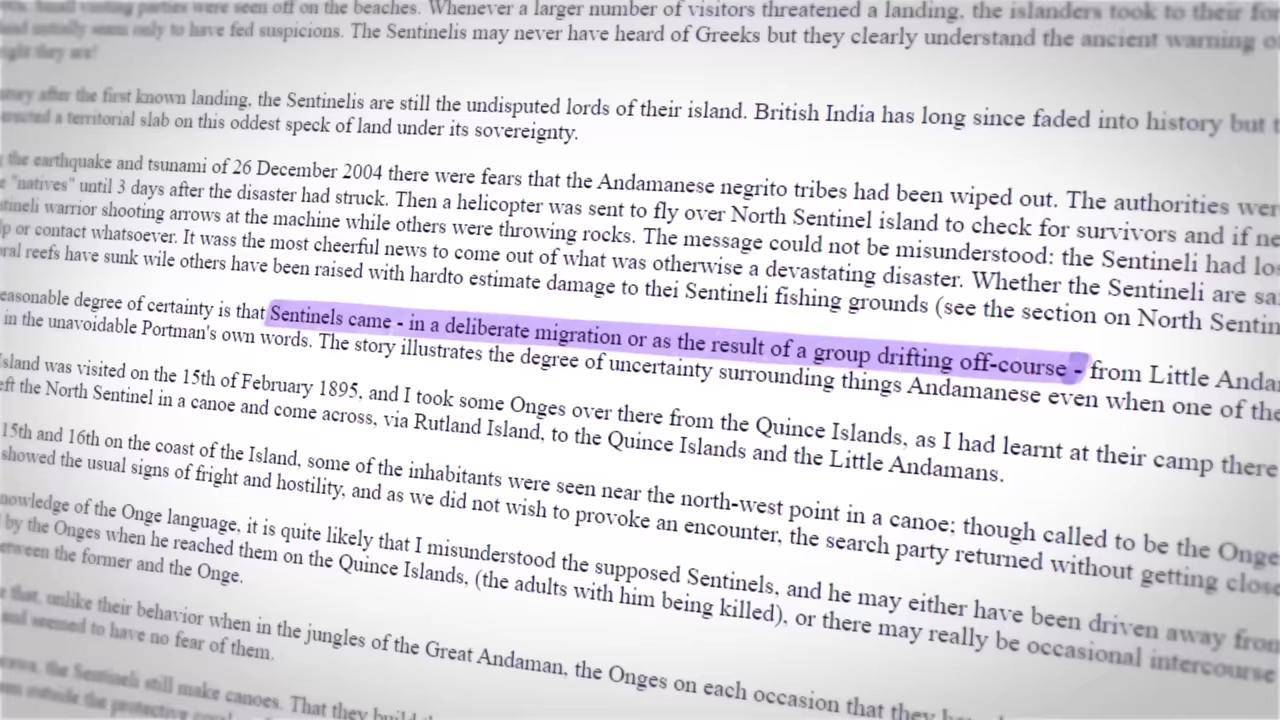 Small visiting parties were seen off on the beaches. Whenever a larger number of visitors threatened a landing, the islanders took to their for
and initially seem only to have fed suspicions. The Sentinelis may never have heard of Greeks but they clearly understand the ancient warning o
right they are!
after the first known landing, the Sentinelis are still the undisputed lords of their island. British India has long since faded into history but
a territorial slab on this oddest speck of land under its sovereignty.
the earthquake and tsunami of 26 December 2004 there were fears that the Andamanese negrito tribes had been wiped out. The authorities wer
"natives" until 3 days after the disaster had struck. Then a helicopter was sent to fly over North Sentinel island to check for survivors and if ne
ntineli warrior shooting arrows at the machine while others were throwing rocks. The message could not be misunderstood: the Sentineli had los
lp or contact whatsoever. It wass the most cheerful news to come out of what was otherwise a devastating disaster. Whether the Sentineli are sa
oral reefs have sunk wile others have been raised with hardto estimate damage to thei Sentineli fishing grounds (see the section on North Sentin
easonable degree of certainty is that Sentinels came - in a deliberate migration or as the result of a group drifting off-course - from Little Anda
in the unavoidable Portman's own words. The story illustrates the degree of uncertainty surrounding things Andamanese even when one of the
Island was visited on the 15th of February 1895, and I took some Onges over there from the Quince Islands, as I had learnt at their camp there
eft the North Sentinel in a canoe and come across, via Rutland Island, to the Quince Islands and the Little Andamans.
15th and 16th on the coast of the Island, some of the inhabitants were seen near the north-west point in a canoe; though called to be the Onge
showed the usual signs of fright and hostility, and as we did not wish to provoke an encounter, the search party returned without getting close
nowledge of the Onge language, it is quite likely that I misunderstood the supposed Sentinels, and he may either have been driven away from
by the Onges when he reached them on the Quince Islands, (the adults with him being killed), or there may really be occasional intercourse
etween the former and the Onge.
that, unlike their behavior when in the jungles of the Great Andaman, the Onges on each occasion that they
and seemed to have no fear of them.
the Sentineli still make canoes. That they build
outside the protective